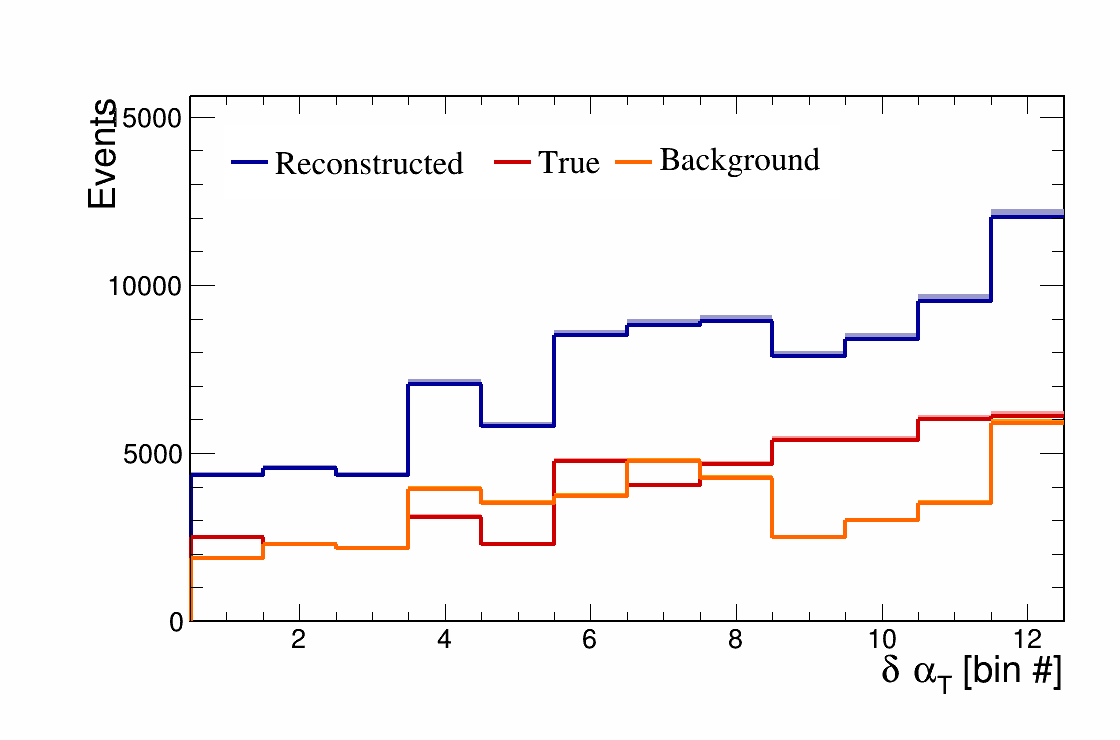 Events
15000
Reconstructed True Background
10000
5000
0
2 4 6 8 10 12
δ α_T [bin #]